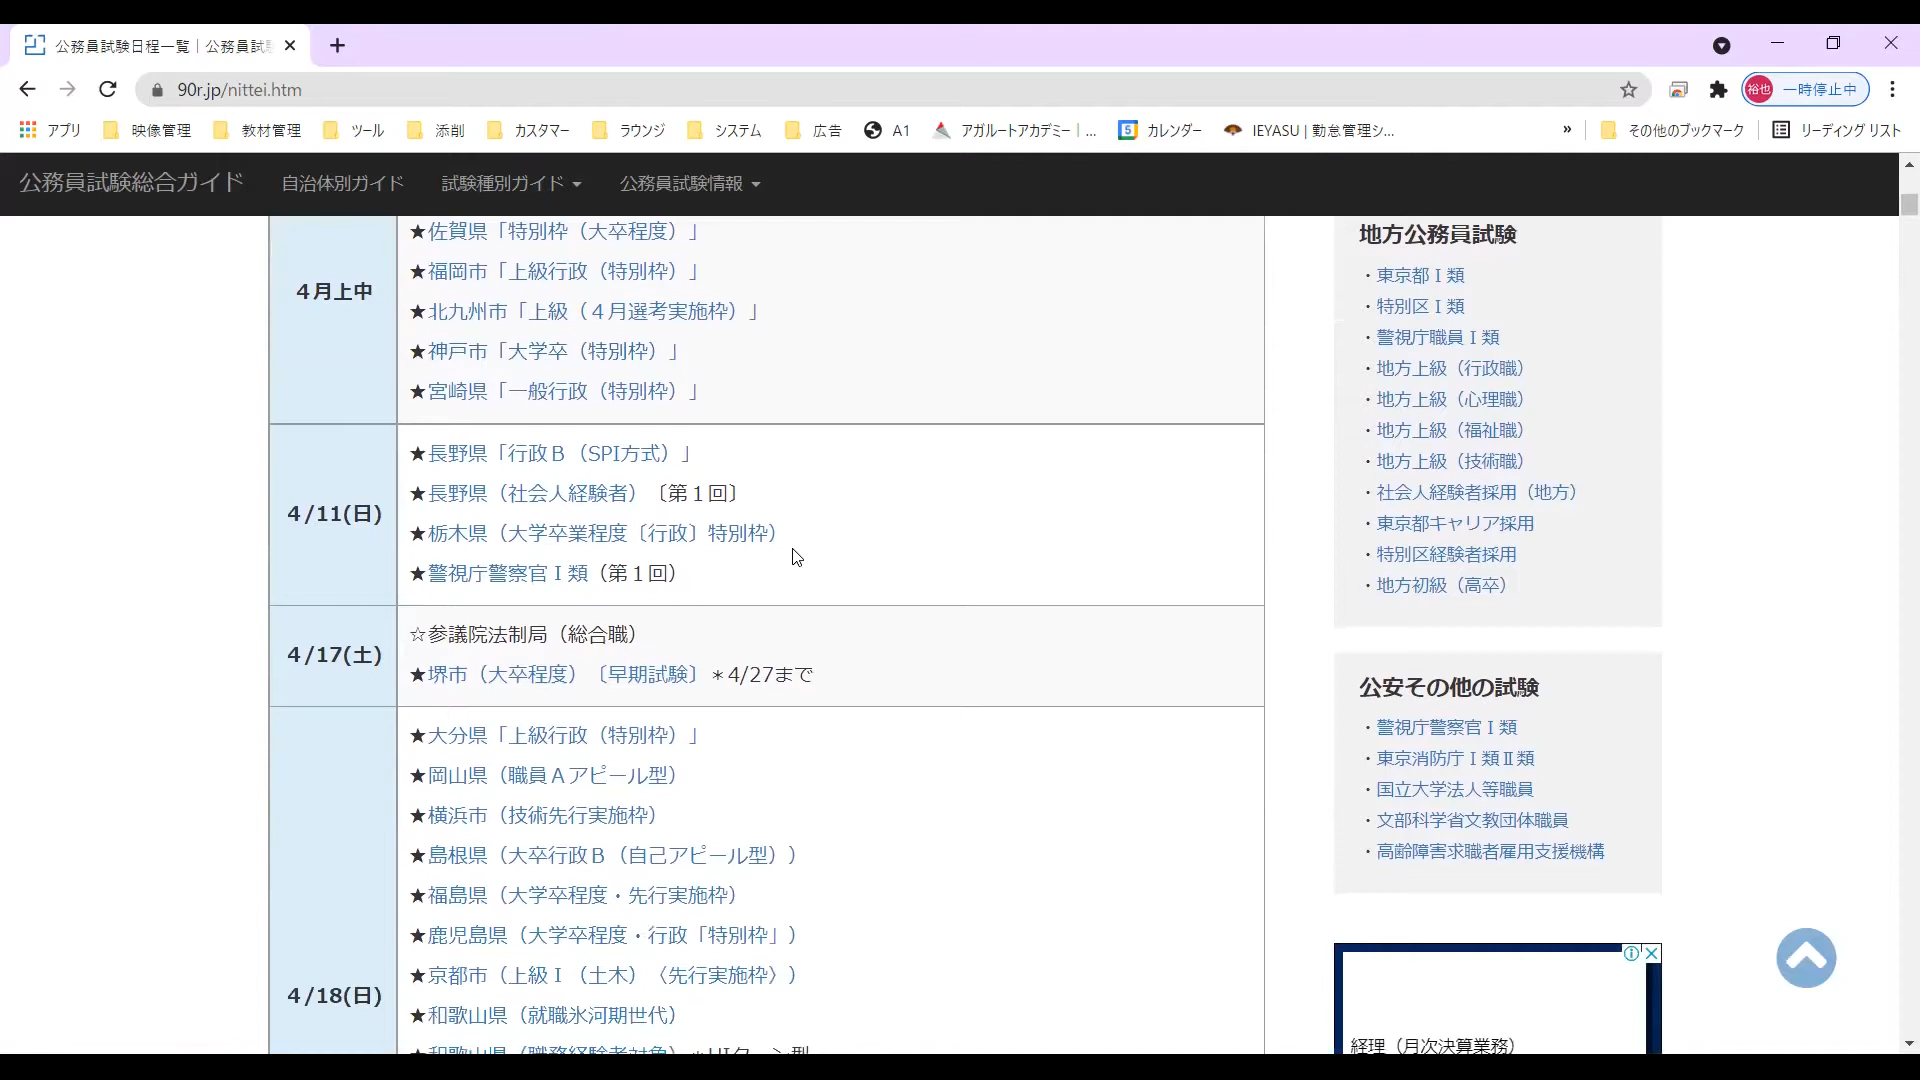 公務員試験日程一覧｜公務員試
90r.jp/nittei.htm
裕也 一時停止中
アプリ 映像管理 教材管理 ツール 添削 カスタマー ラウンジ システム 広告 A1 アガルートアカデミー｜... 5 カレンダー IEYASU | 勤怠管理シ... » その他のブックマーク リーディング リスト
公務員試験総合ガイド 自治体別ガイド 試験種別ガイド 公務員試験情報
４月上中
★佐賀県「特別枠（大卒程度）」
★福岡市「上級行政（特別枠）」
★北九州市「上級（４月選考実施枠）」
★神戸市「大学卒（特別枠）」
★宮崎県「一般行政（特別枠）」
４/11(日)
★長野県「行政Ｂ（SPI方式）」
★長野県（社会人経験者）〔第１回〕
★栃木県（大学卒業程度〔行政〕特別枠）
★警視庁警察官Ⅰ類（第１回）
４/17(土)
☆参議院法制局（総合職）
★堺市（大卒程度）〔早期試験〕＊4/27まで
４/18(日)
★大分県「上級行政（特別枠）」
★岡山県（職員Ａアピール型）
★横浜市（技術先行実施枠）
★島根県（大卒行政Ｂ（自己アピール型））
★福島県（大学卒程度・先行実施枠）
★鹿児島県（大学卒程度・行政「特別枠」）
★京都市（上級Ⅰ（土木）〈先行実施枠〉）
★和歌山県（就職氷河期世代）
★和歌山県（職務経験者対象）＊UIターン型
地方公務員試験
・東京都Ⅰ類
・特別区Ⅰ類
・警視庁職員Ⅰ類
・地方上級（行政職）
・地方上級（心理職）
・地方上級（福祉職）
・地方上級（技術職）
・社会人経験者採用（地方）
・東京都キャリア採用
・特別区経験者採用
・地方初級（高卒）
公安その他の試験
・警視庁警察官Ⅰ類
・東京消防庁Ⅰ類Ⅱ類
・国立大学法人等職員
・文部科学省文教団体職員
・高齢障害求職者雇用支援機構
経理（月次決算業務）